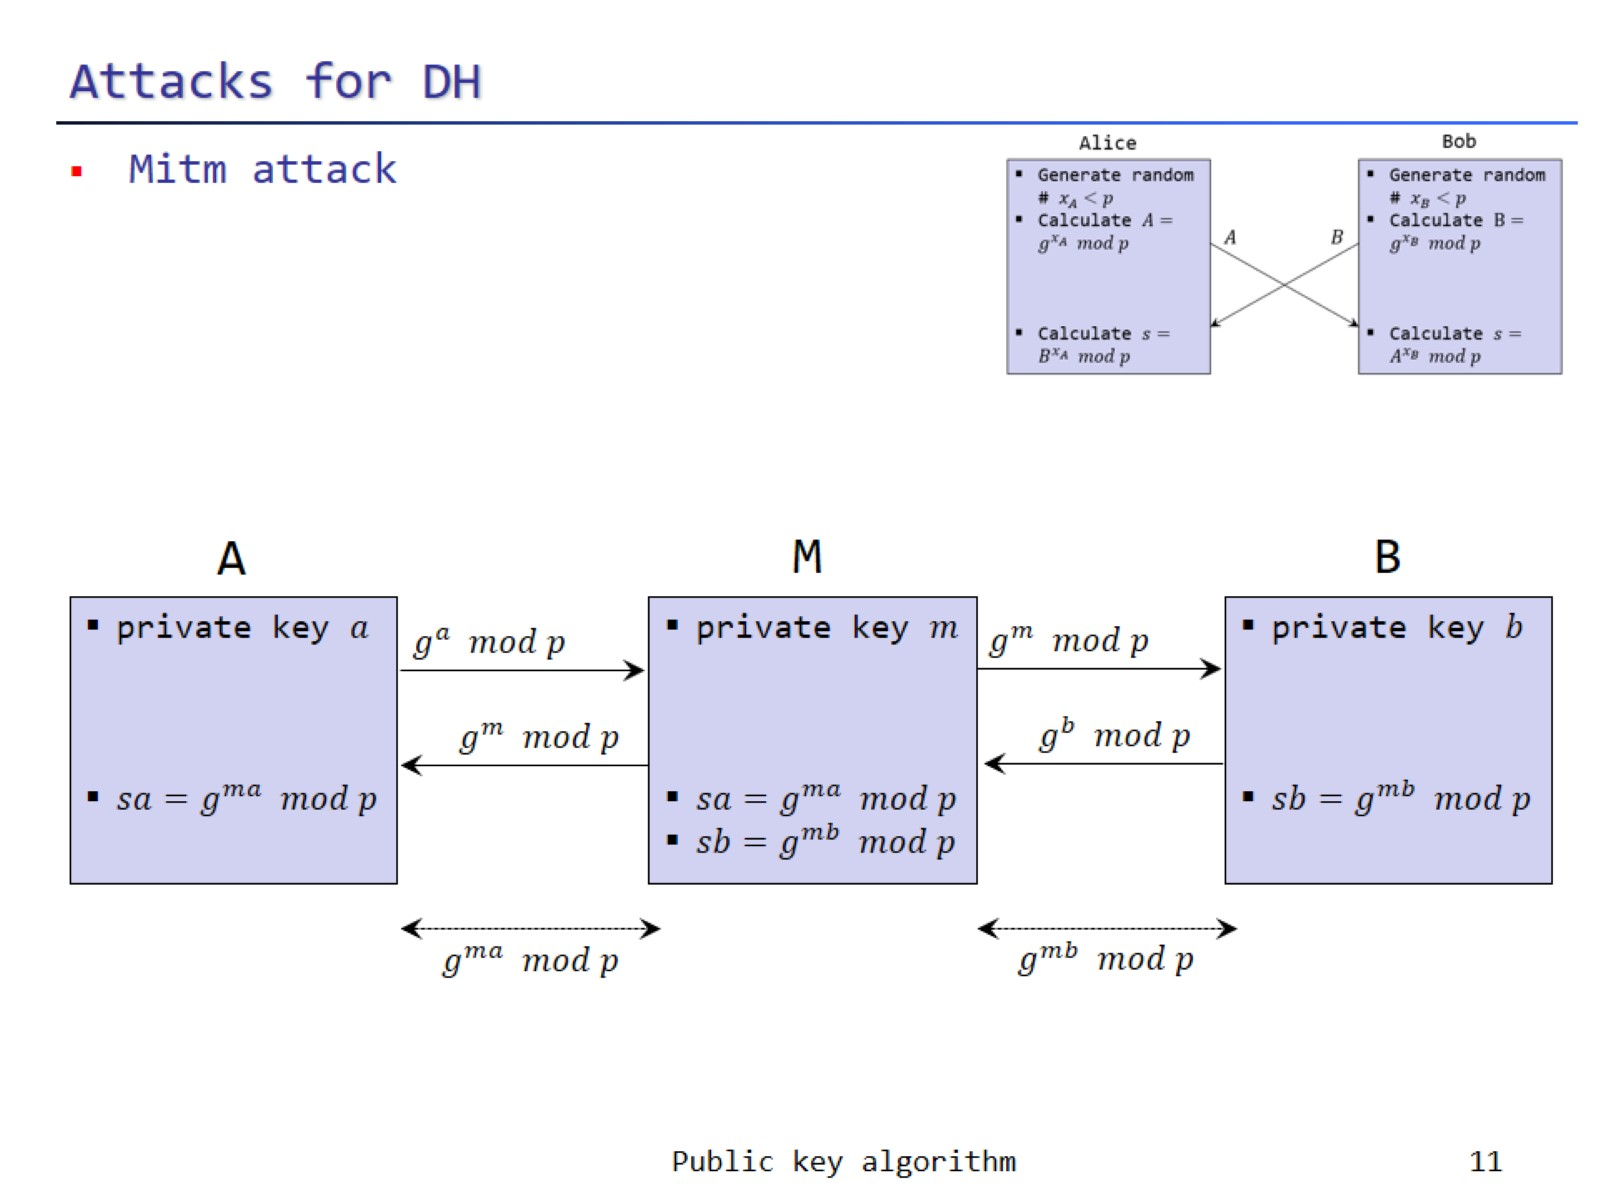 Attacks for DH
▪ Mitm attack
Alice
▪ Generate random
# x_A < p
▪ Calculate A =
g^{x_A} mod p
▪ Calculate s =
B^{x_A} mod p
A
B
Bob
▪ Generate random
# x_B < p
▪ Calculate B =
g^{x_B} mod p
▪ Calculate s =
A^{x_B} mod p
A
▪ private key a
▪ sa = g^{ma} mod p
g^a mod p
g^m mod p
M
▪ private key m
▪ sa = g^{ma} mod p
▪ sb = g^{mb} mod p
g^m mod p
g^b mod p
B
▪ private key b
▪ sb = g^{mb} mod p
g^{ma} mod p
g^{mb} mod p
Public key algorithm
11